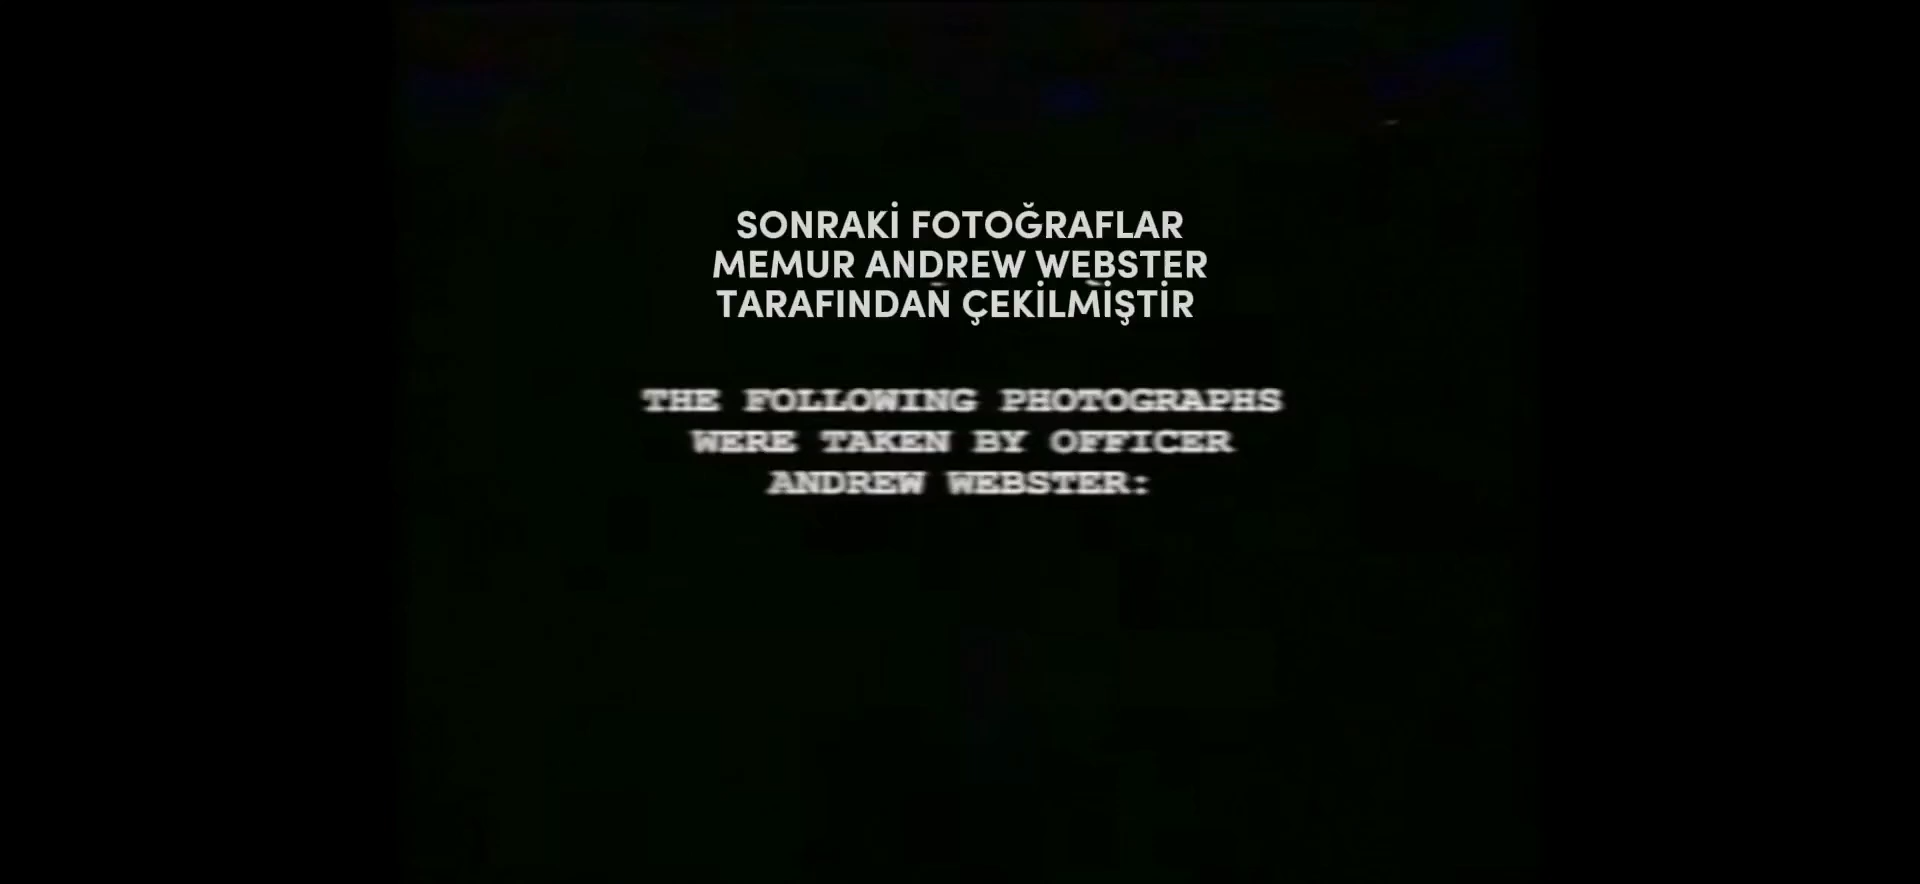 SONRAKİ FOTOĞRAFLAR
MEMUR ANDREW WEBSTER
TARAFINDAN ÇEKİLMİŞTİR
THE FOLLOWING PHOTOGRAPHS
WERE TAKEN BY OFFICER
ANDREW WEBSTER: